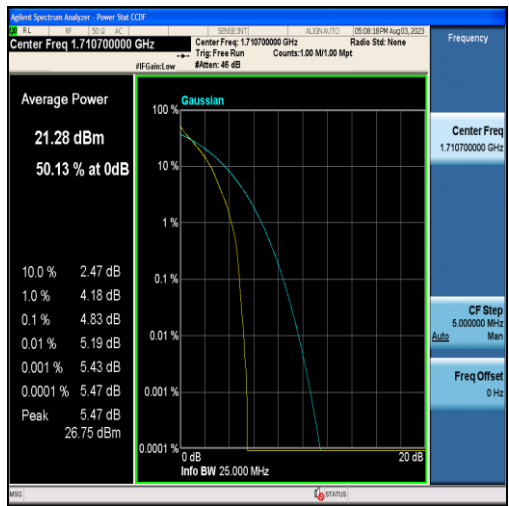 Agilent Spectrum Analyzer - Power Stat CCDF
RL RF 50 Ω AC SENSE:INT ALIGN AUTO 05:08:18 PM Aug 03, 2023
Center Freq 1.710700000 GHz
Center Freq: 1.710700000 GHz Radio Std: None
Trig: Free Run Counts:1.00 M/1.00 Mpt
#IFGain:Low #Atten: 46 dB
Frequency
Average Power
21.28 dBm
50.13 % at 0dB
10.0 % 2.47 dB
1.0 % 4.18 dB
0.1 % 4.83 dB
0.01 % 5.19 dB
0.001 % 5.43 dB
0.0001 % 5.47 dB
Peak 5.47 dB
26.75 dBm
Gaussian
100 %
10 %
1 %
0.1 %
0.01 %
0.001 %
0.0001 %
0 dB 20 dB
Info BW 25.000 MHz
Center Freq
1.710700000 GHz
CF Step
5.000000 MHz
Auto Man
Freq Offset
0 Hz
MSG STATUS